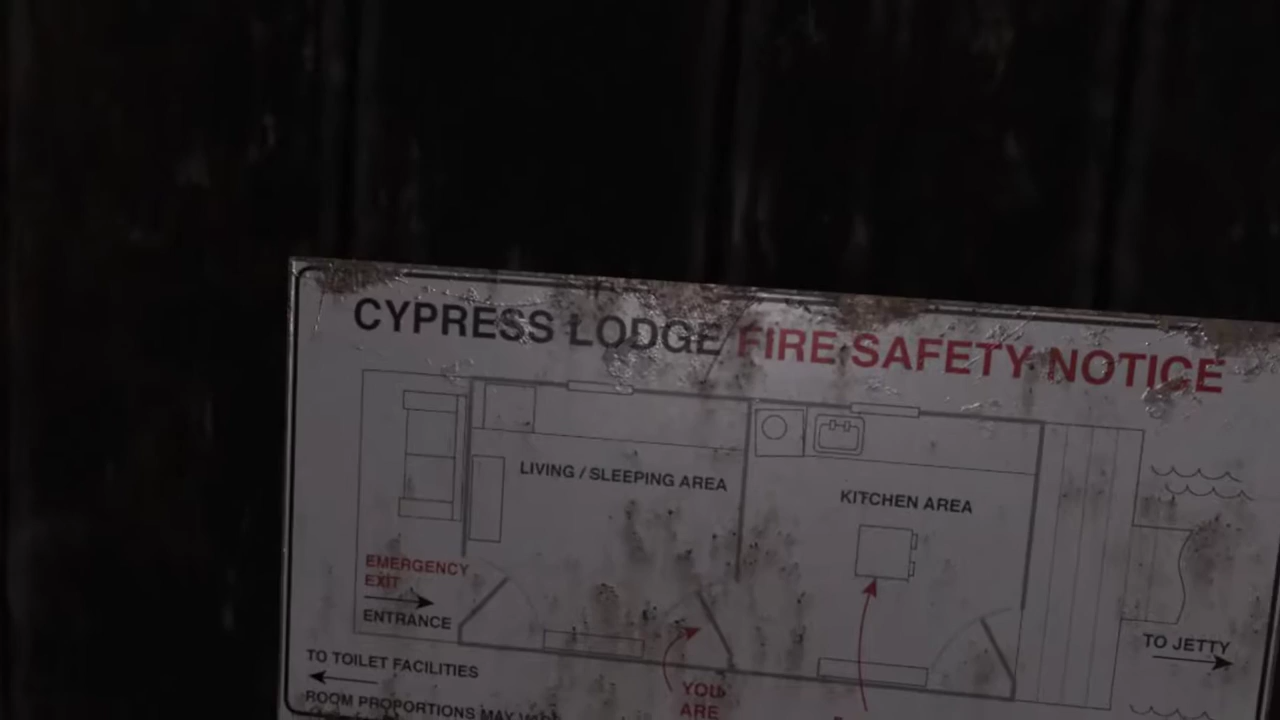 CYPRESS LODGE FIRE SAFETY NOTICE
LIVING / SLEEPING AREA
KITCHEN AREA
EMERGENCY
EXIT
ENTRANCE
TO JETTY
TO TOILET FACILITIES
ROOM PROPORTIONS MAY
YOU
ARE